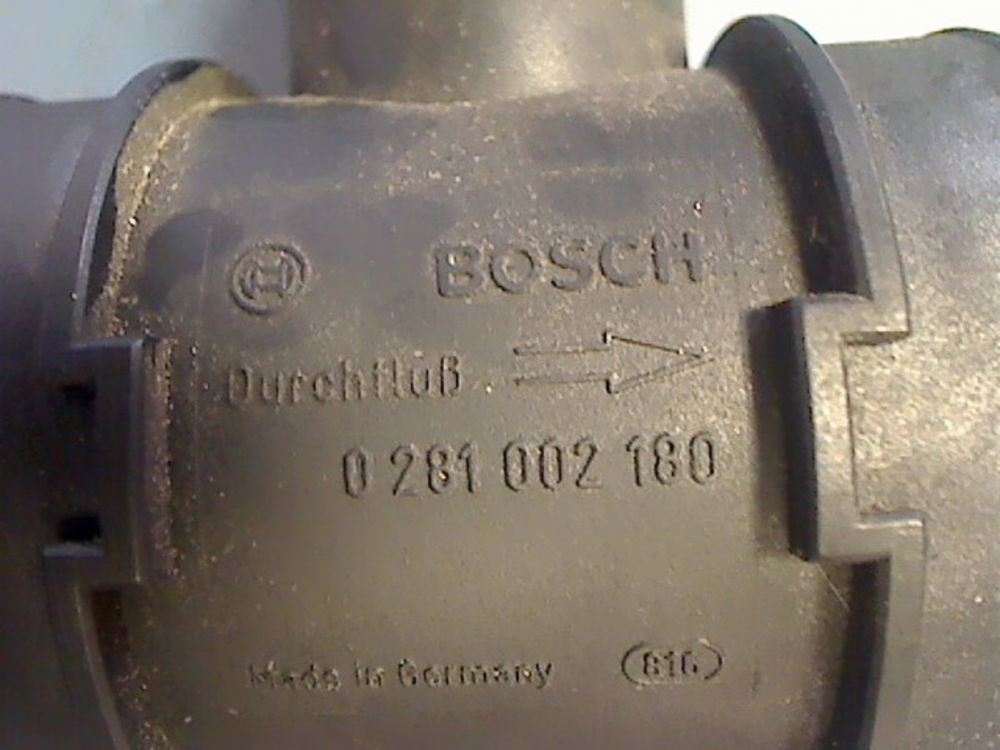 BOSCH
Durchfluß
0 281 002 180
Made in Germany 816